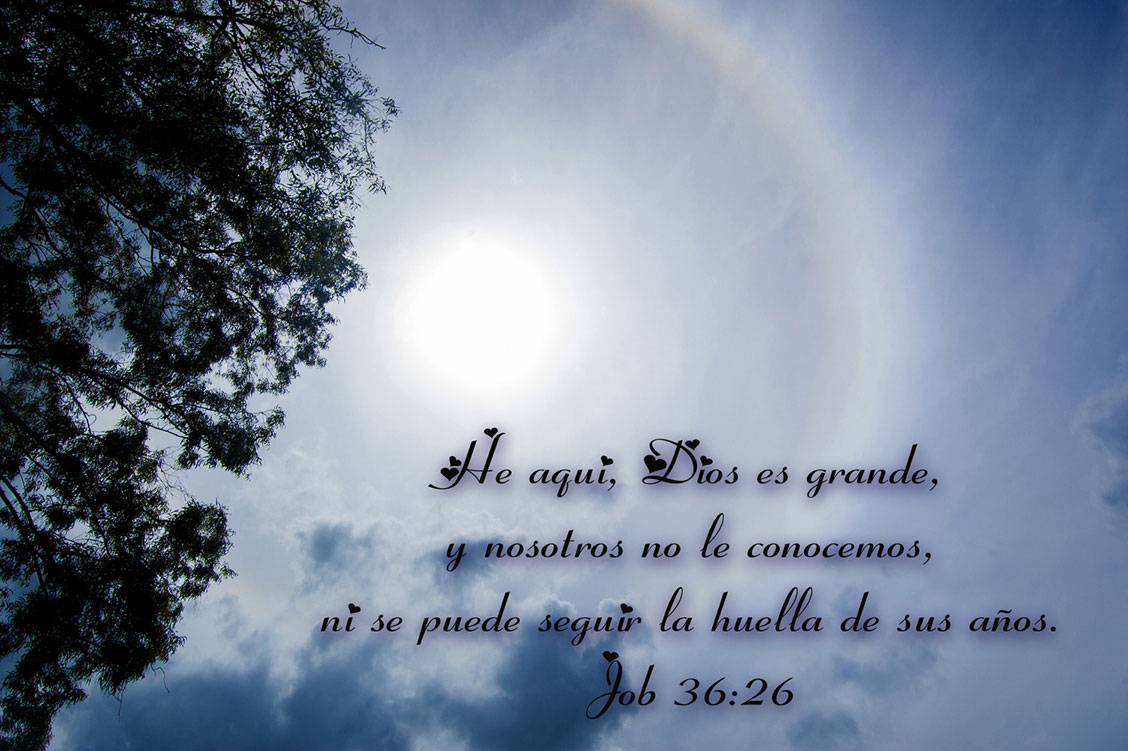 He aqui, Dios es grande,
y nosotros no le conocemos,
ni se puede seguir la huella de sus años.
Job 36:26